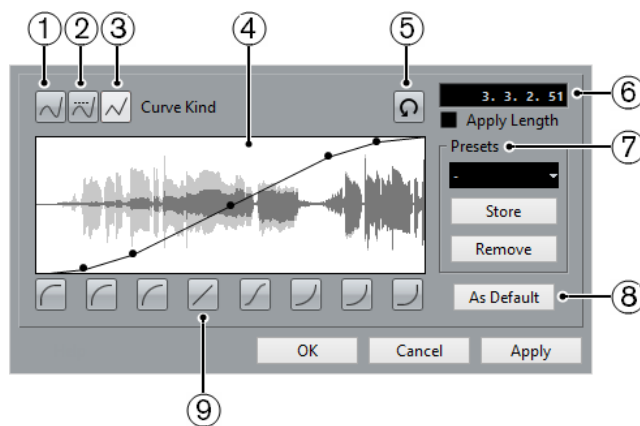 ① ② ③ ④ ⑤
Curve Kind
3. 3. 2. 51
⑥
Apply Length
Presets
⑦
-
Store
Remove
As Default
⑧
OK Cancel Apply
⑨